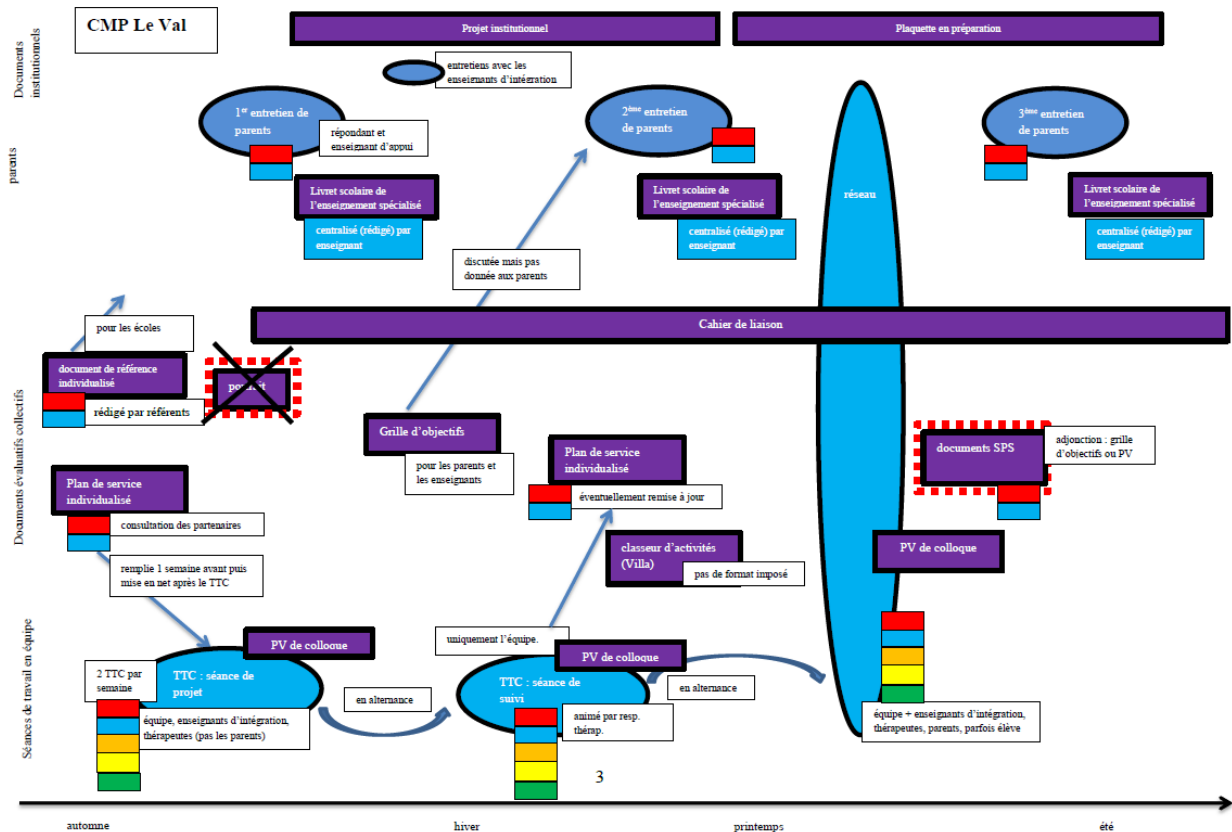 CMP Le Val
Projet institutionnel
Plaquette en préparation
Documents
institutionnels
entretiens avec les
enseignants d'intégration
1er entretien de
parents
répondant et
enseignant d'appui
2ème entretien
de parents
3ème entretien
de parents
parents
Livret scolaire de
l'enseignement spécialisé
centralisé (rédigé) par
enseignant
Livret scolaire de
l'enseignement spécialisé
centralisé (rédigé) par
enseignant
réseau
Livret scolaire de
l'enseignement spécialisé
centralisé (rédigé) par
enseignant
discutée mais pas
donnée aux parents
Cahier de liaison
pour les écoles
document de référence
individualisé
rédigé par référents
portrait
Documents évaluatifs collectifs
Grille d'objectifs
pour les parents et
les enseignants
Plan de service
individualisé
éventuellement remise à jour
documents SPS
adjonction : grille
d'objectifs ou PV
Plan de service
individualisé
consultation des partenaires
remplie 1 semaine avant puis
mise en net après le TTC
classeur d'activités
(Villa)
pas de format imposé
PV de colloque
Séances de travail en équipe
PV de colloque
2 TTC par
semaine
TTC : séance de
projet
équipe, enseignants d'intégration,
thérapeutes (pas les parents)
en alternance
uniquement l'équipe.
PV de colloque
TTC : séance de
suivi
animé par resp.
thérap.
en alternance
équipe + enseignants d'intégration,
thérapeutes, parents, parfois élève
3
automne
hiver
printemps
été